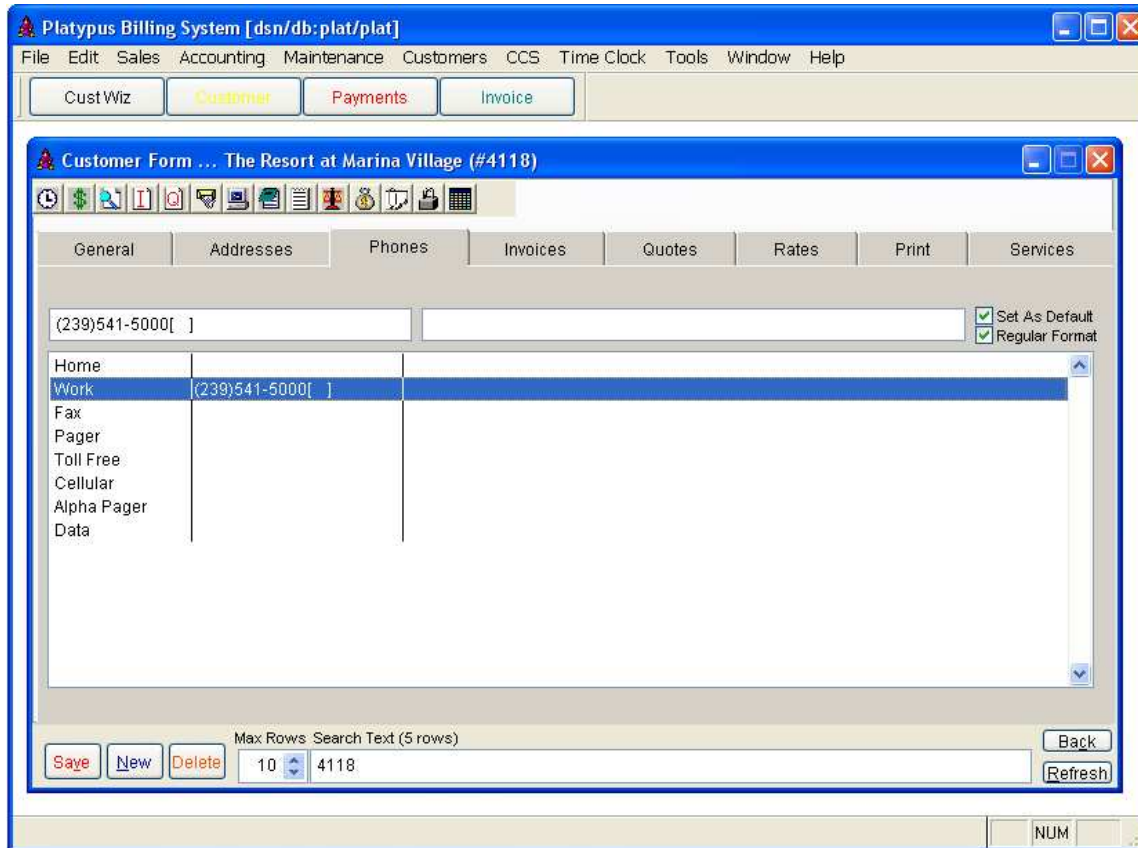 Platypus Billing System [dsn/db:plat/plat]
File Edit Sales Accounting Maintenance Customers CCS Time Clock Tools Window Help
Cust Wiz Customer Payments Invoice
Customer Form ... The Resort at Marina Village (#4118)
$ I Q
General Addresses Phones Invoices Quotes Rates Print Services
(239)541-5000[ ] Set As Default
Regular Format
Home
Work (239)541-5000[ ]
Fax
Pager
Toll Free
Cellular
Alpha Pager
Data
Max Rows Search Text (5 rows)
Save New Delete 10 4118 Back
Refresh
NUM